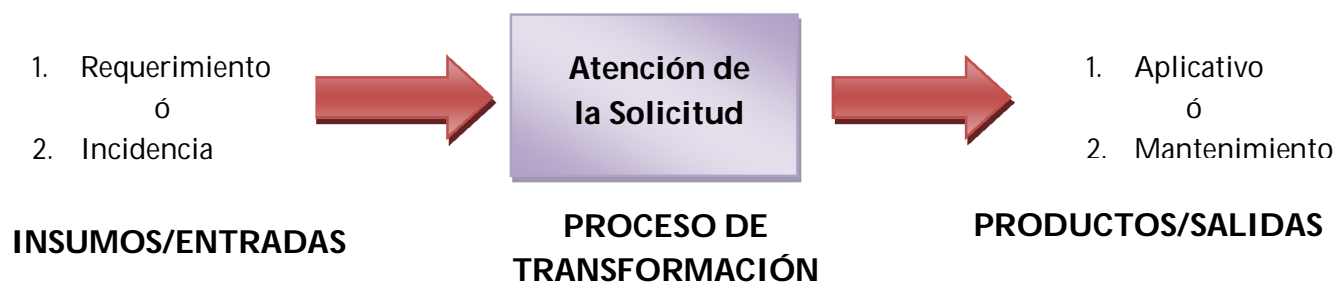 1. Requerimiento
ó
2. Incidencia
Atención de
la Solicitud
1. Aplicativo
ó
2. Mantenimiento
INSUMOS/ENTRADAS
PROCESO DE
TRANSFORMACIÓN
PRODUCTOS/SALIDAS